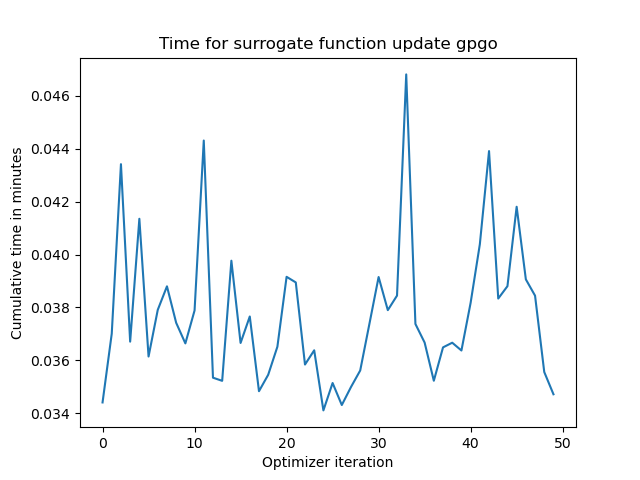 Time for surrogate function update gpgo
Cumulative time in minutes
0.046
0.044
0.042
0.040
0.038
0.036
0.034
0 10 20 30 40 50
Optimizer iteration